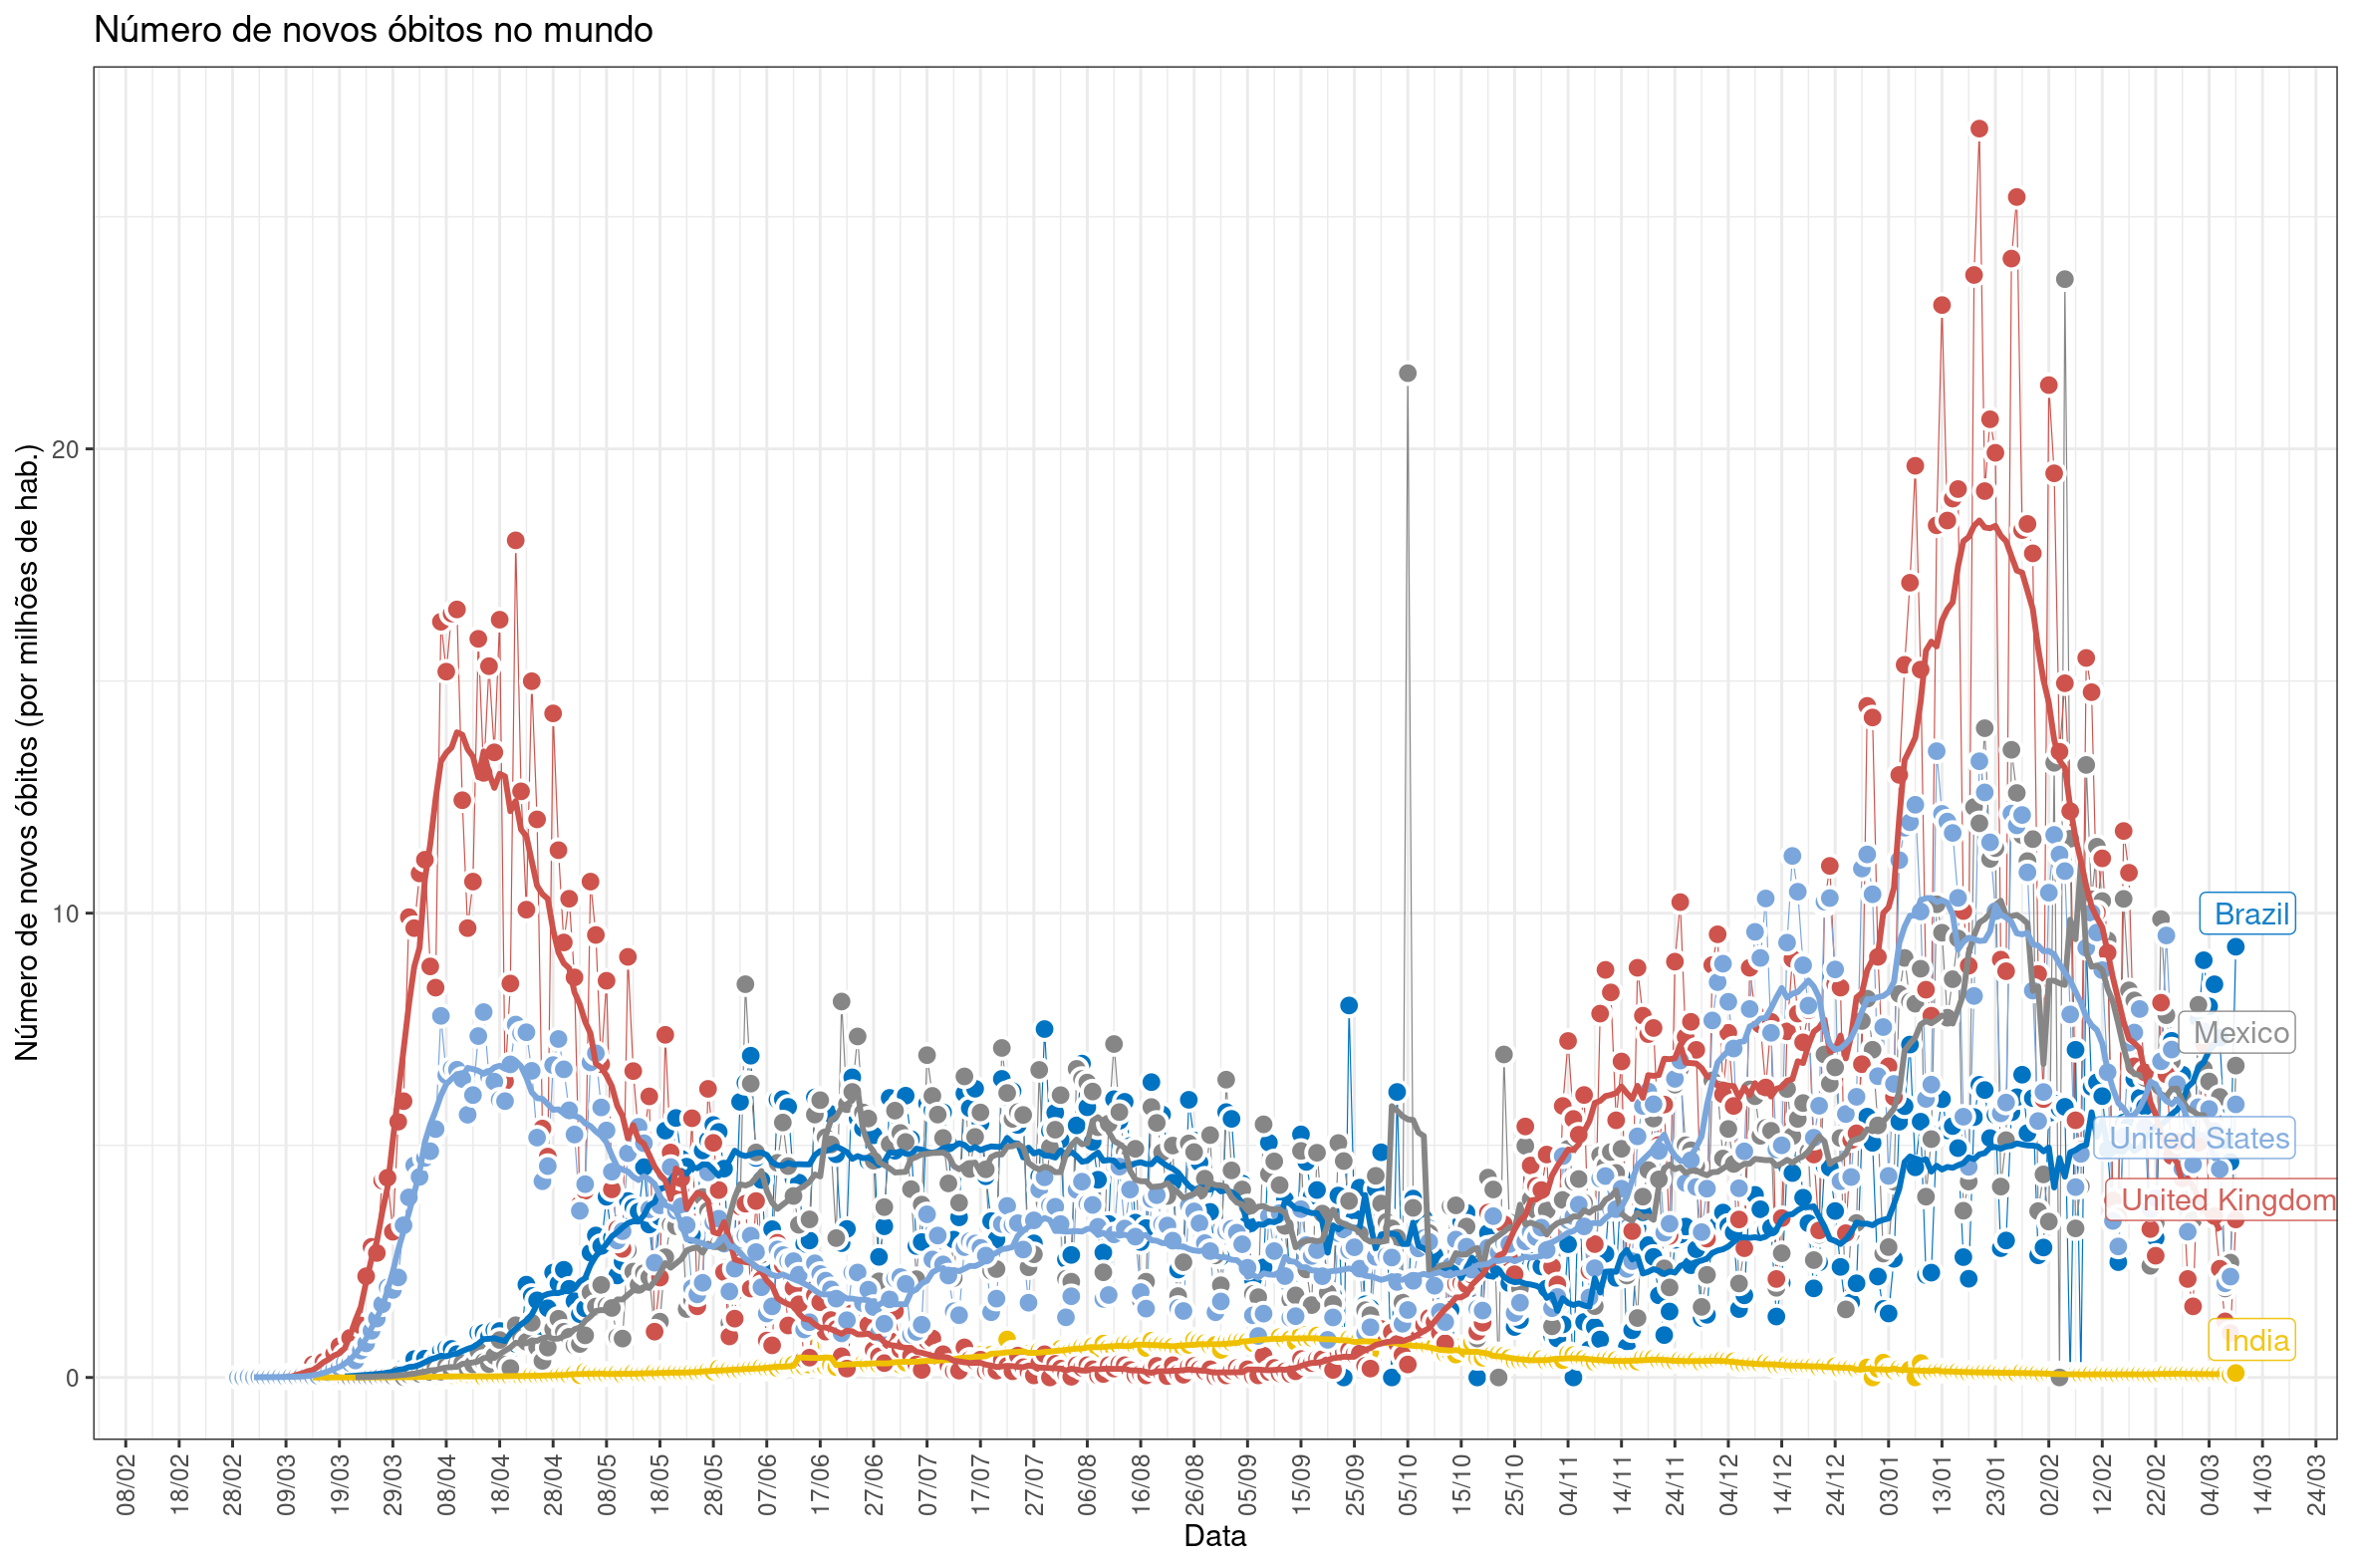 Número de novos óbitos no mundo
Número de novos óbitos (por milhões de hab.)
20
10
0
Brazil
Mexico
United States
United Kingdom
India
08/02 18/02 28/02 09/03 19/03 29/03 08/04 18/04 28/04 08/05 18/05 28/05 07/06 17/06 27/06 07/07 17/07 27/07 06/08 16/08 26/08 05/09 15/09 25/09 05/10 15/10 25/10 04/11 14/11 24/11 04/12 14/12 24/12 03/01 13/01 23/01 02/02 12/02 22/02 04/03 14/03 24/03
Data